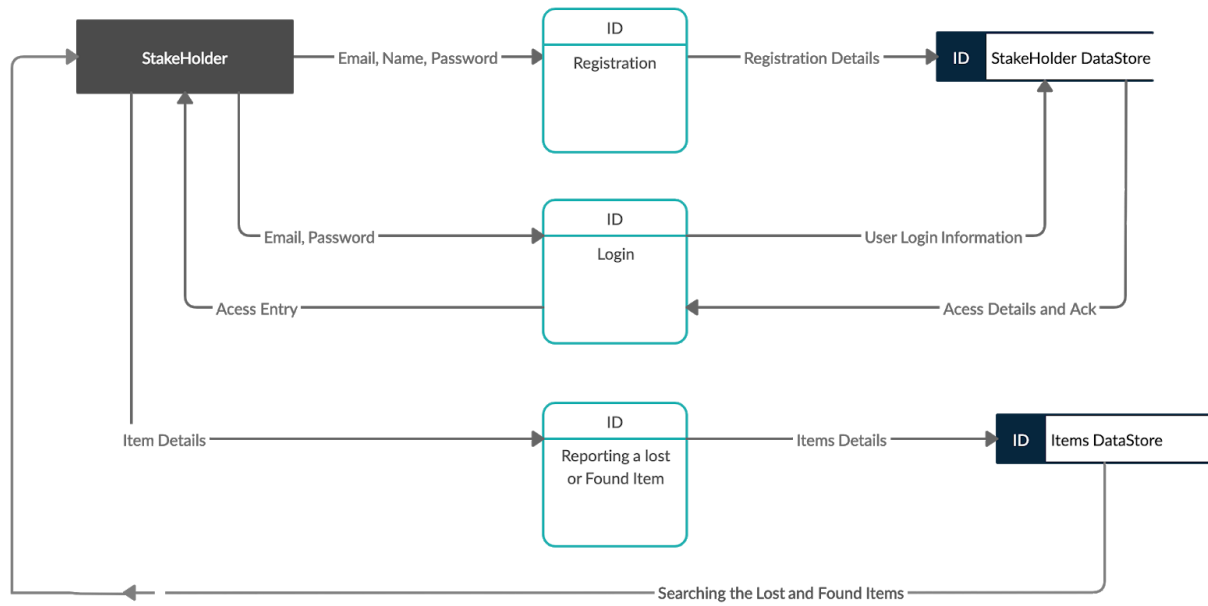 ID
StakeHolder
Email, Name, Password
Registration
Registration Details
ID
StakeHolder DataStore
ID
Email, Password
Login
User Login Information
Acess Entry
Acess Details and Ack
ID
Item Details
Reporting a lost
or Found Item
Items Details
ID
Items DataStore
Searching the Lost and Found Items